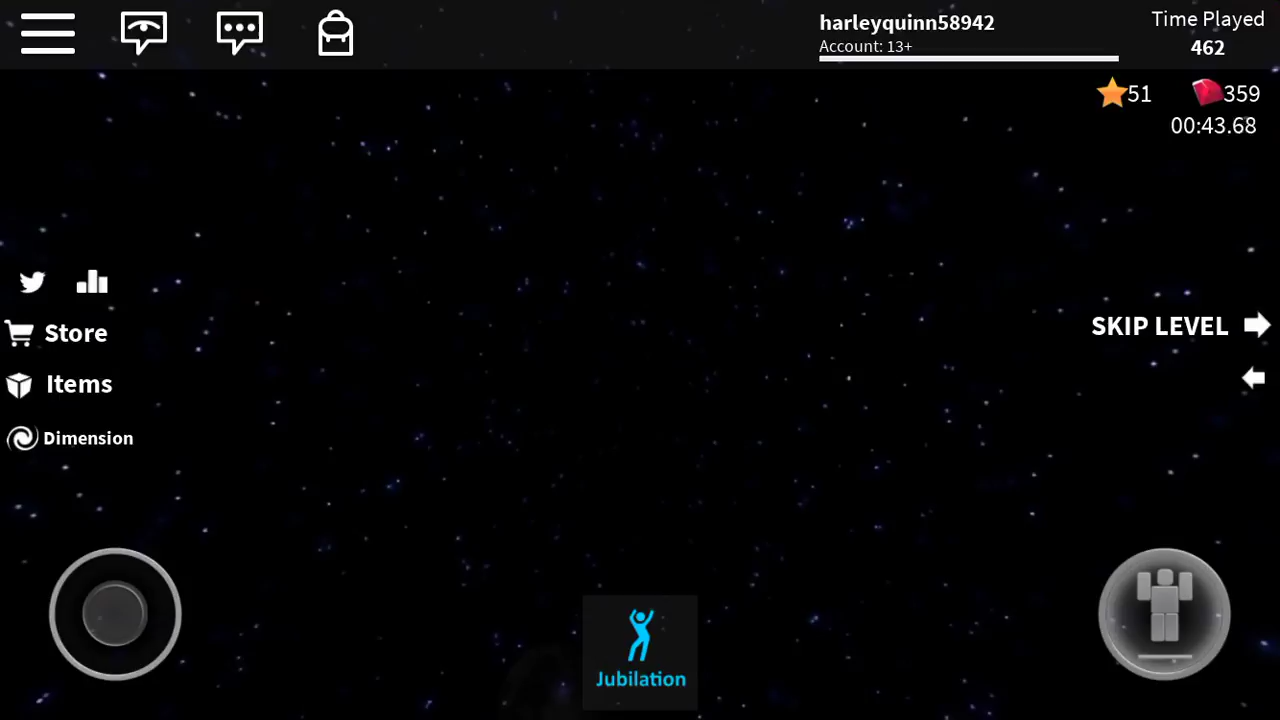 harleyquinn58942
Account: 13+
Time Played
462
51
359
00:43.68
Store
Items
Dimension
SKIP LEVEL
Jubilation